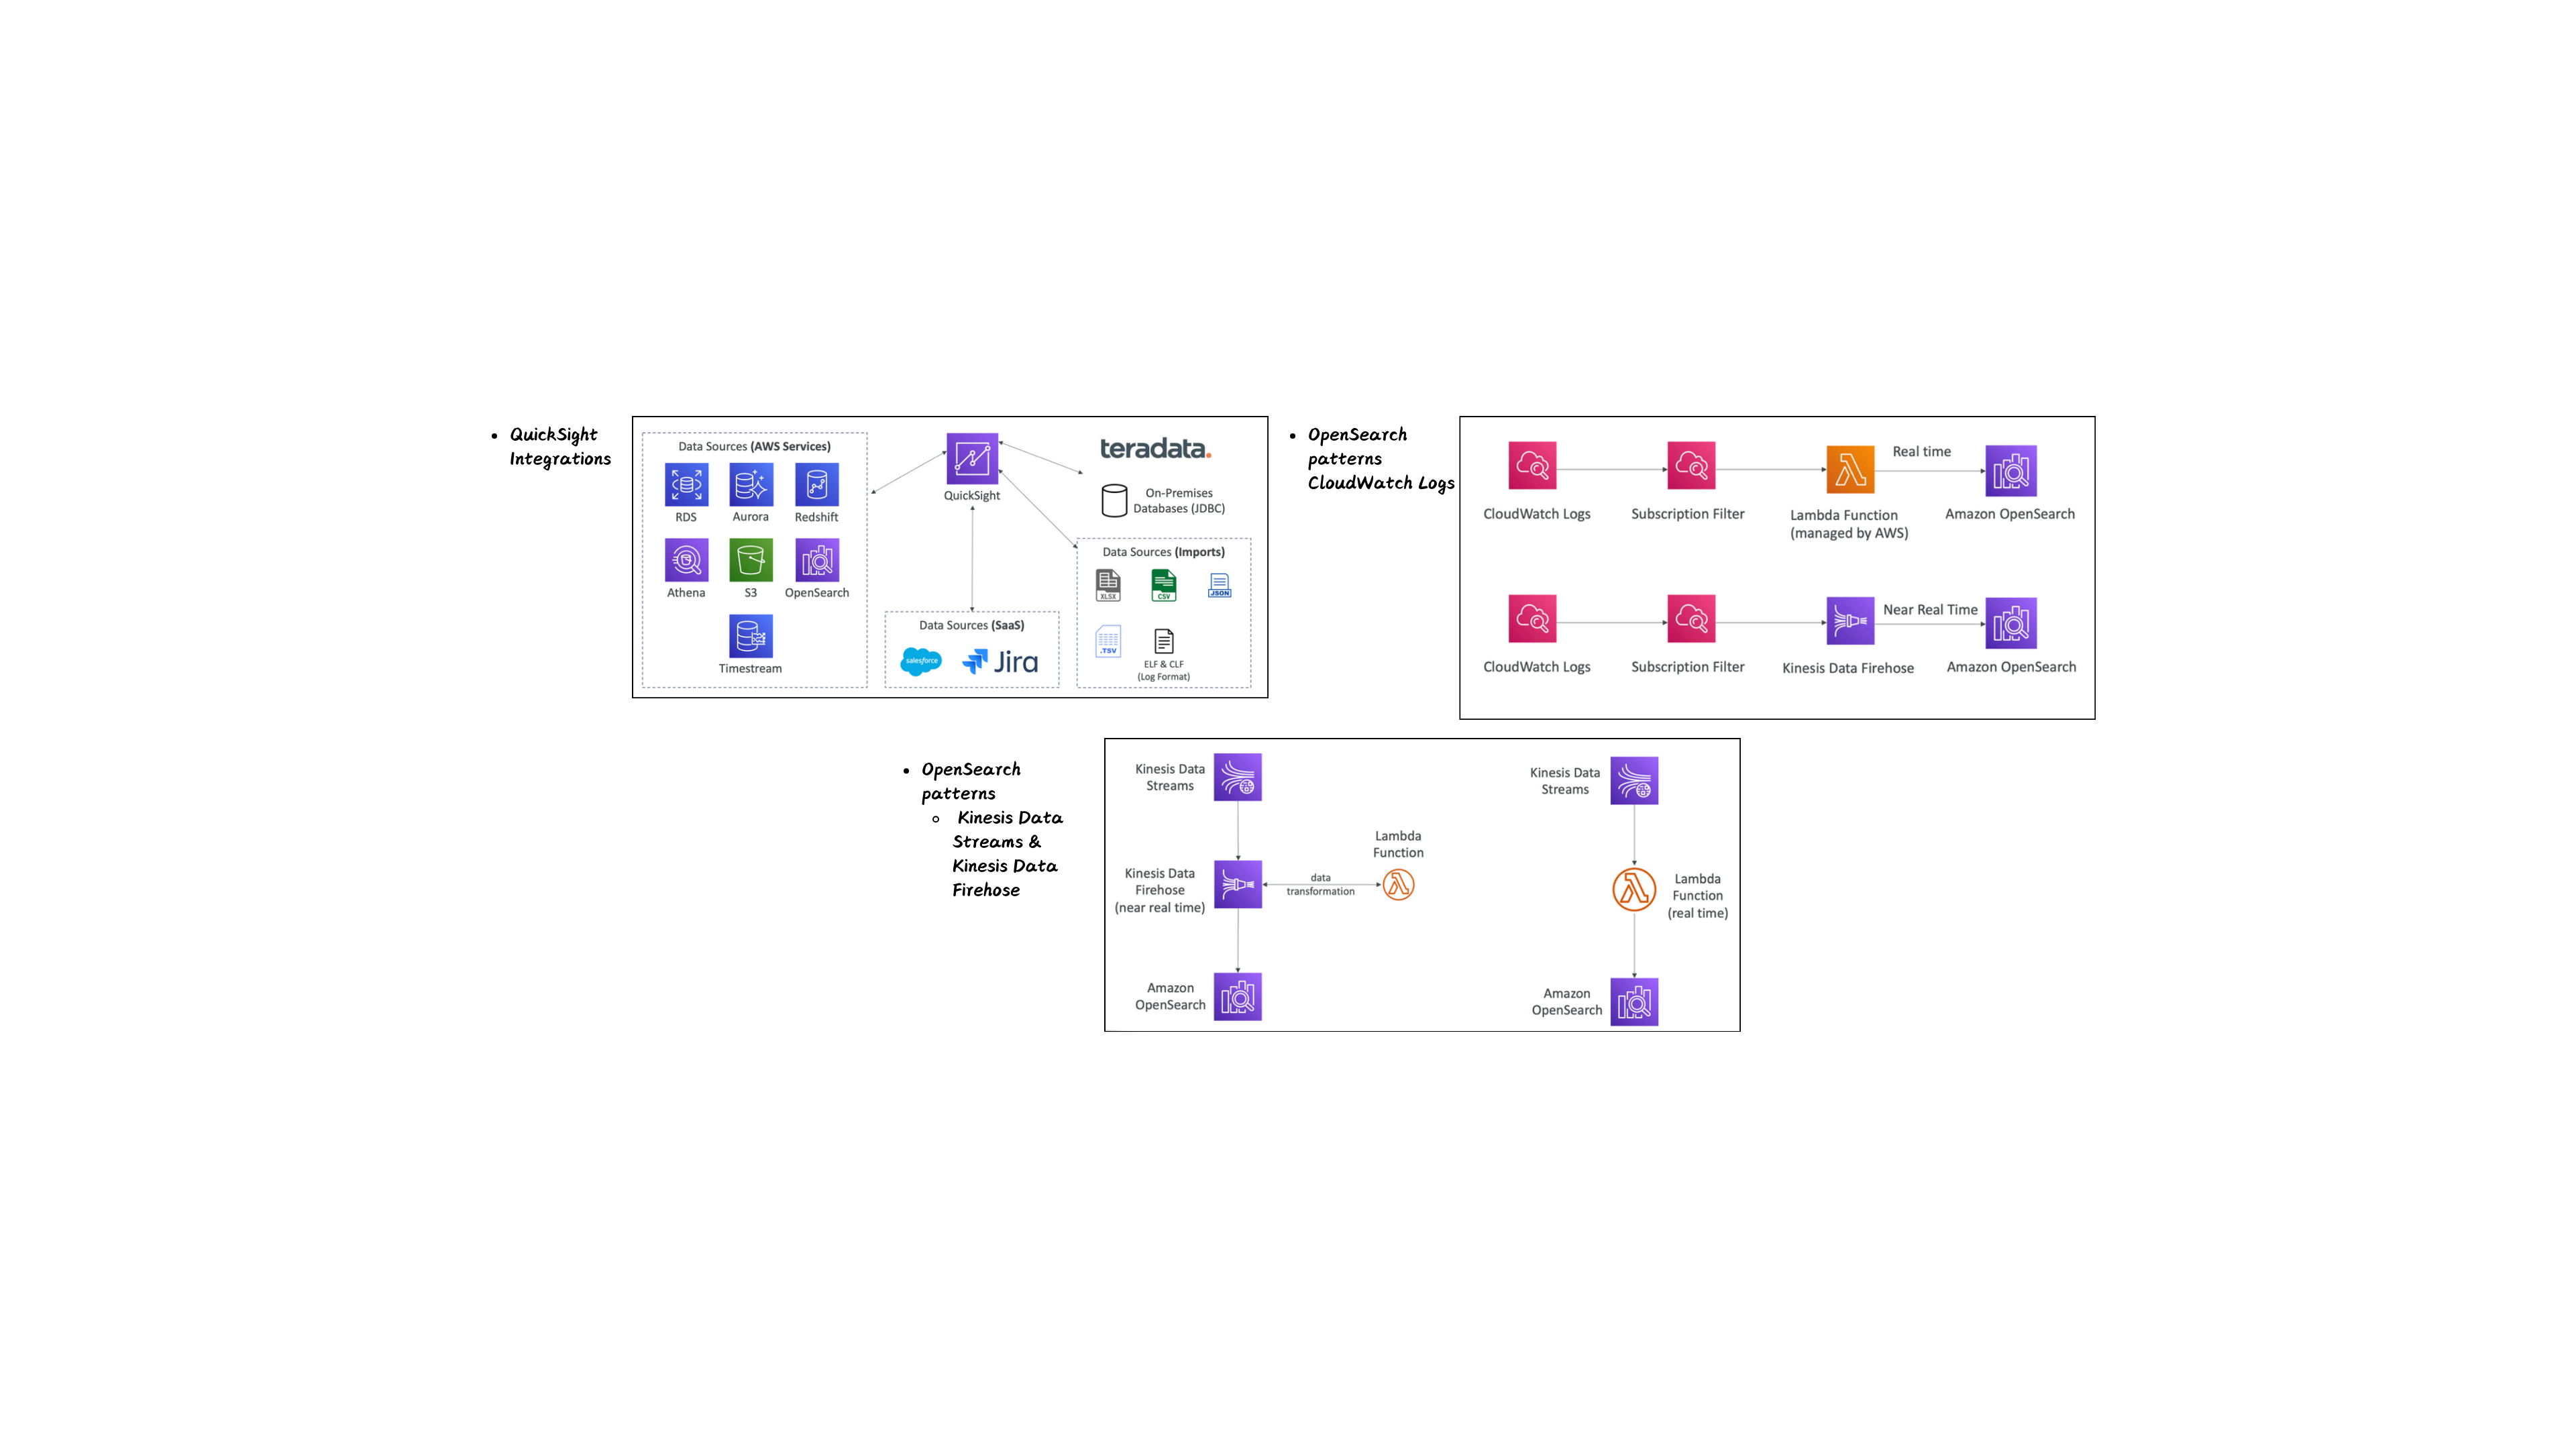 QuickSight
Integrations
Data Sources (AWS Services)
RDS
Aurora
Redshift
Athena
S3
OpenSearch
Timestream
QuickSight
teradata.
On-Premises
Databases (JDBC)
Data Sources (SaaS)
salesforce
Jira
Data Sources (Imports)
XLSX
CSV
JSON
.TSV
ELF & CLF
(Log Format)
OpenSearch
patterns
CloudWatch Logs
CloudWatch Logs
Subscription Filter
Lambda Function
(managed by AWS)
Real time
Amazon OpenSearch
CloudWatch Logs
Subscription Filter
Kinesis Data Firehose
Near Real Time
Amazon OpenSearch
OpenSearch
patterns
Kinesis Data
Streams &
Kinesis Data
Firehose
Kinesis Data
Streams
Kinesis Data
Firehose
(near real time)
data
transformation
Lambda
Function
Amazon
OpenSearch
Kinesis Data
Streams
Lambda
Function
(real time)
Amazon
OpenSearch